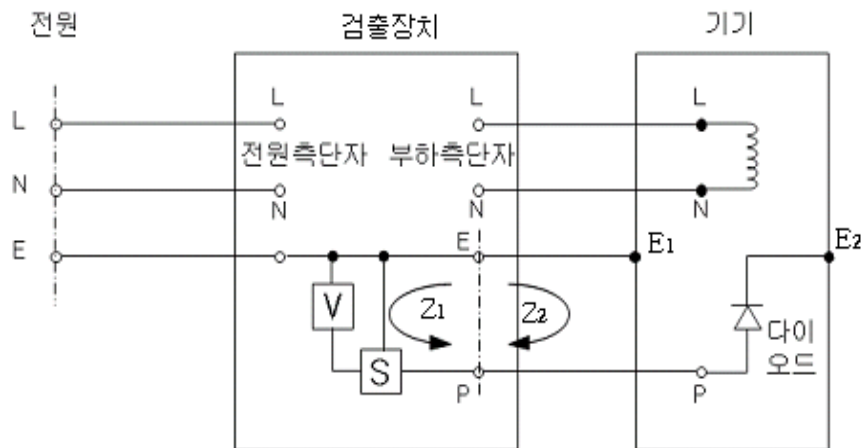 전원 검출장치 기기
L L L L
전원측단자 부하측단자
N N N N
E E E1 E2
V Z1 Z2 다이
오드
S
P P